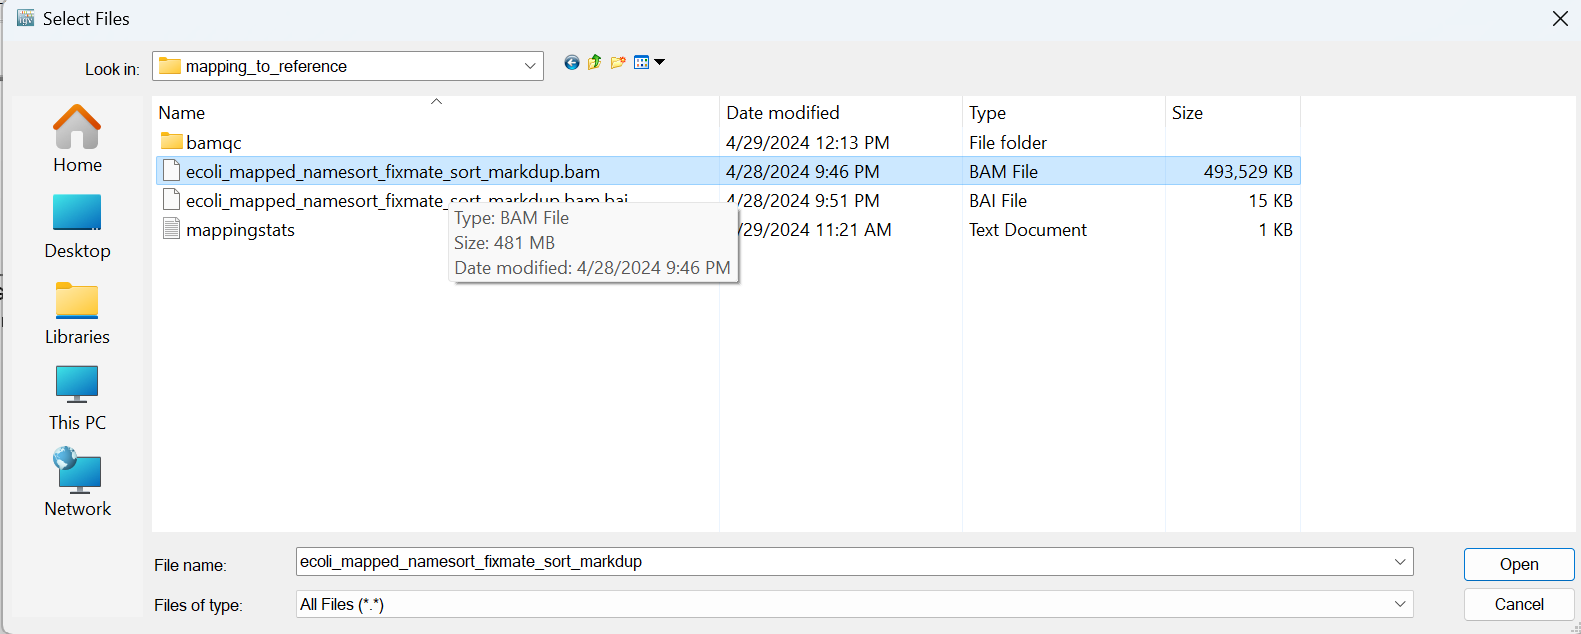 Select Files
Look in: mapping_to_reference
Name Date modified Type Size
bamqc 4/29/2024 12:13 PM File folder
ecoli_mapped_namesort_fixmate_sort_markdup.bam 4/28/2024 9:46 PM BAM File 493,529 KB
ecoli_mapped_namesort_fixmate_sort_markdup.bam.bai 4/28/2024 9:51 PM BAI File 15 KB
mappingstats /29/2024 11:21 AM Text Document 1 KB
Type: BAM File
Size: 481 MB
Date modified: 4/28/2024 9:46 PM
Home
Desktop
Libraries
This PC
Network
File name: ecoli_mapped_namesort_fixmate_sort_markdup
Open
Files of type: All Files (*.*)
Cancel